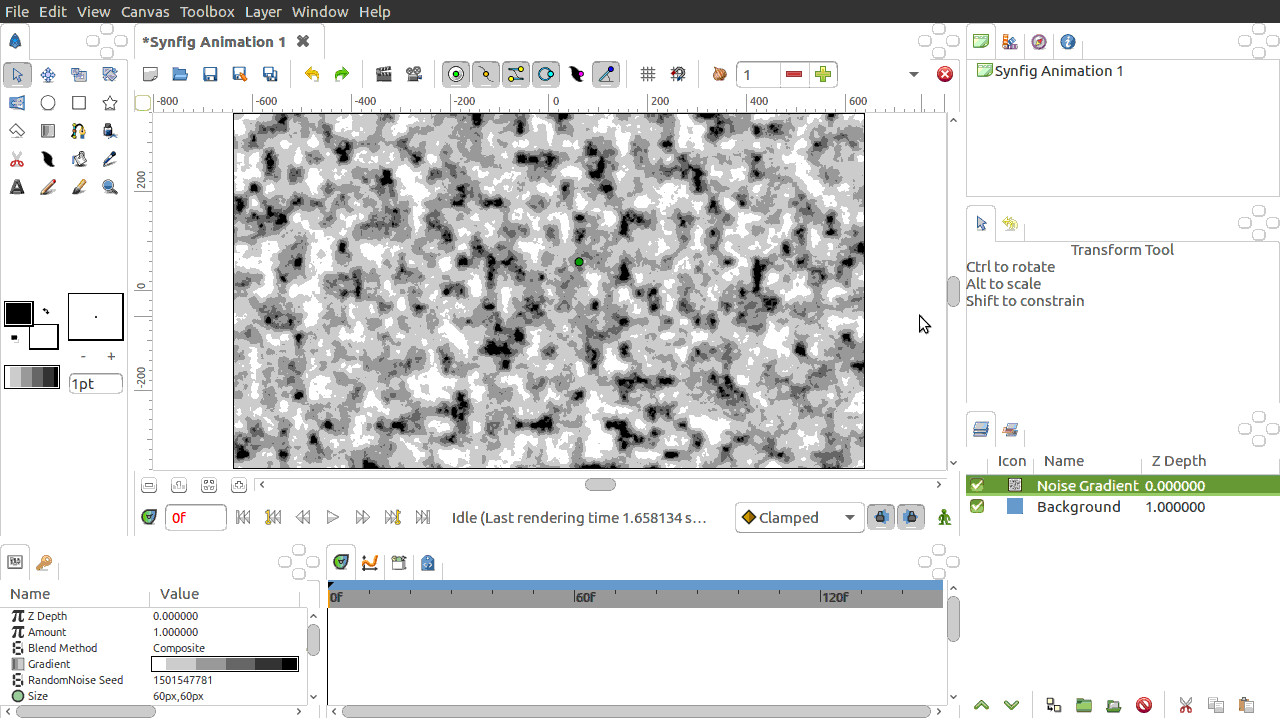 File Edit View Canvas Toolbox Layer Window Help
*Synfig Animation 1
1
-800 -600 -400 -200 0 200 400 600
Synfig Animation 1
200
0
-200
Transform Tool
Ctrl to rotate
Alt to scale
Shift to constrain
- +
1pt
Icon Name Z Depth
Noise Gradient 0.000000
Background 1.000000
0f Idle (Last rendering time 1.658134 s... Clamped
Name Value
Z Depth 0.000000
Amount 1.000000
Blend Method Composite
Gradient
RandomNoise Seed 1501547781
Size 60px,60px
0f 60f 120f